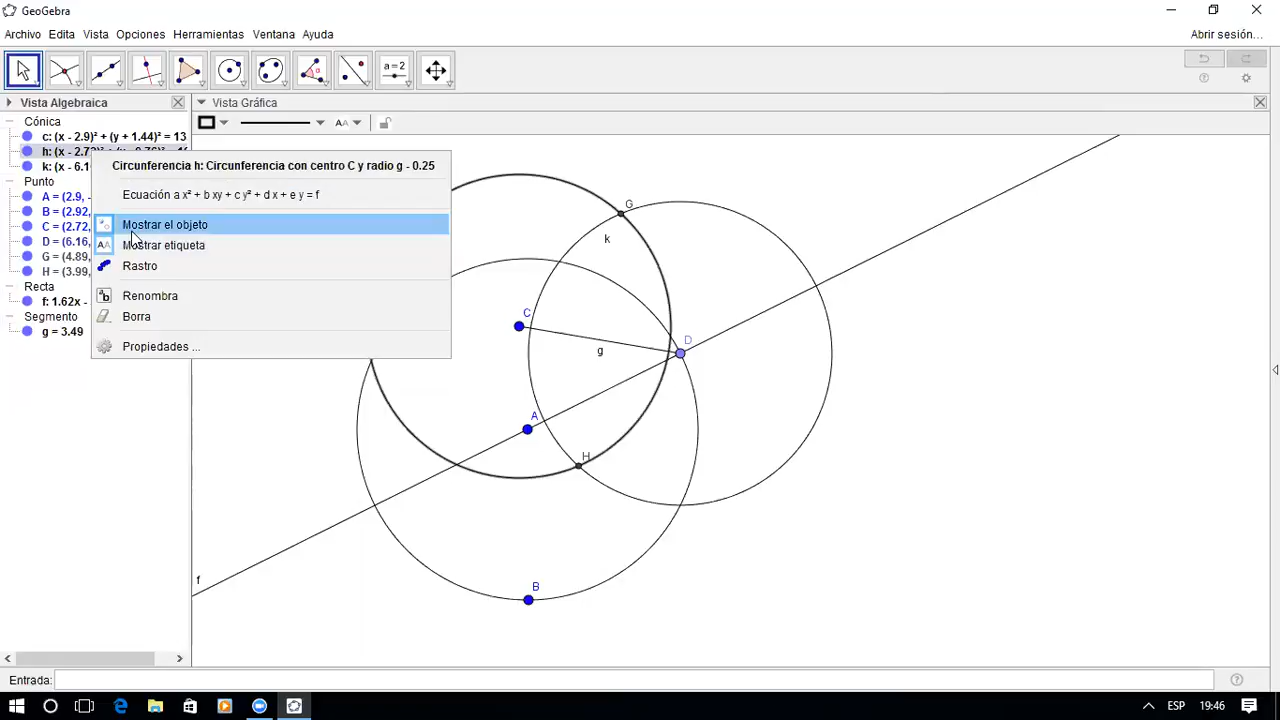 GeoGebra
Archivo Edita Vista Opciones Herramientas Ventana Ayuda
Abrir sesión...
a = 2
Vista Algebraica
Vista Gráfica
AA
Cónica
c: (x - 2.9)² + (y + 1.44)² = 13
h: (x - 2.72)
k: (x - 6.1
Punto
A = (2.9, -
B = (2.92,
C = (2.72,
D = (6.16,
G = (4.89,
H = (3.99,
Recta
f: 1.62x -
Segmento
g = 3.49
Circunferencia h: Circunferencia con centro C y radio g - 0.25
Ecuación a x² + b xy + c y² + d x + e y = f
Mostrar el objeto
AA Mostrar etiqueta
Rastro
Renombra
Borra
Propiedades ...
G
k
C
D
g
A
H
f
B
Entrada:
ESP 19:46